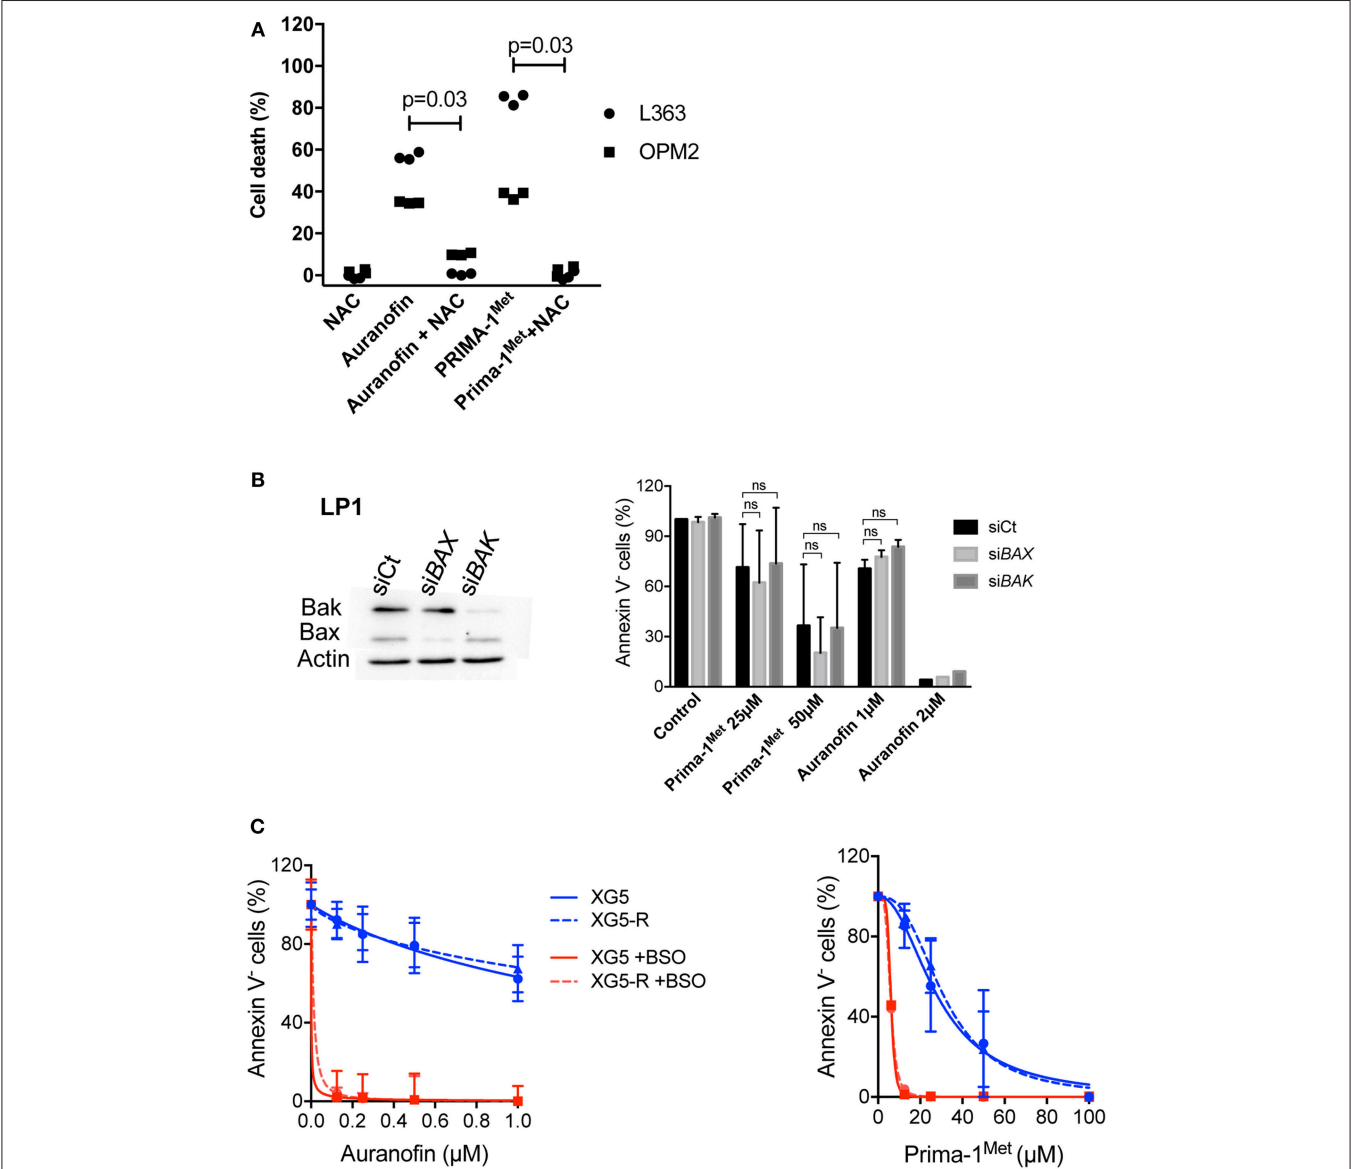 A
120
100
80
60
40
20
0
Cell death (%)
p=0.03
p=0.03
L363
OPM2
NAC
Auranofin
Auranofin + NAC
PRIMA-1Met
Prima-1Met+NAC
B
LP1
siCt
siBAX
siBAK
Bak
Bax
Actin
120
90
60
30
0
Annexin V- cells (%)
ns
ns
ns
ns
ns
ns
siCt
siBAX
siBAK
Control
Prima-1Met 25µM
Prima-1Met 50µM
Auranofin 1µM
Auranofin 2µM
C
120
80
40
0
Annexin V- cells (%)
0.0 0.2 0.4 0.6 0.8 1.0
Auranofin (µM)
XG5
XG5-R
XG5 +BSO
XG5-R +BSO
120
80
40
0
Annexin V- cells (%)
0 20 40 60 80 100
Prima-1Met (µM)